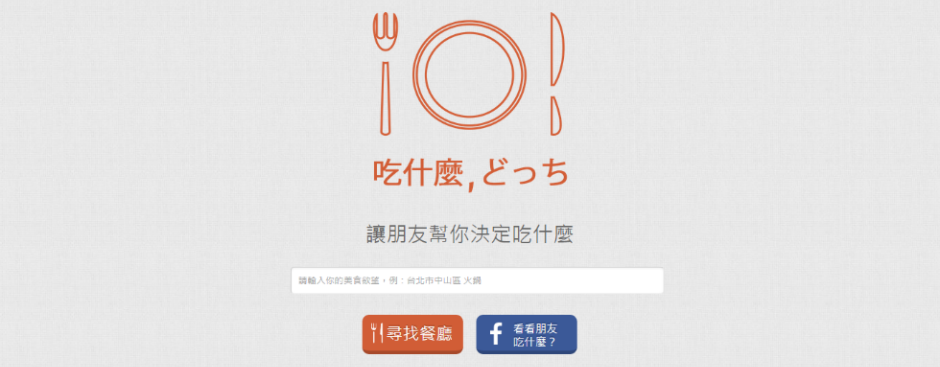 吃什麼,どっち
讓朋友幫你決定吃什麼
請輸入你的美食欲望，例：台北市中山區 火鍋
尋找餐廳
看看朋友
吃什麼？